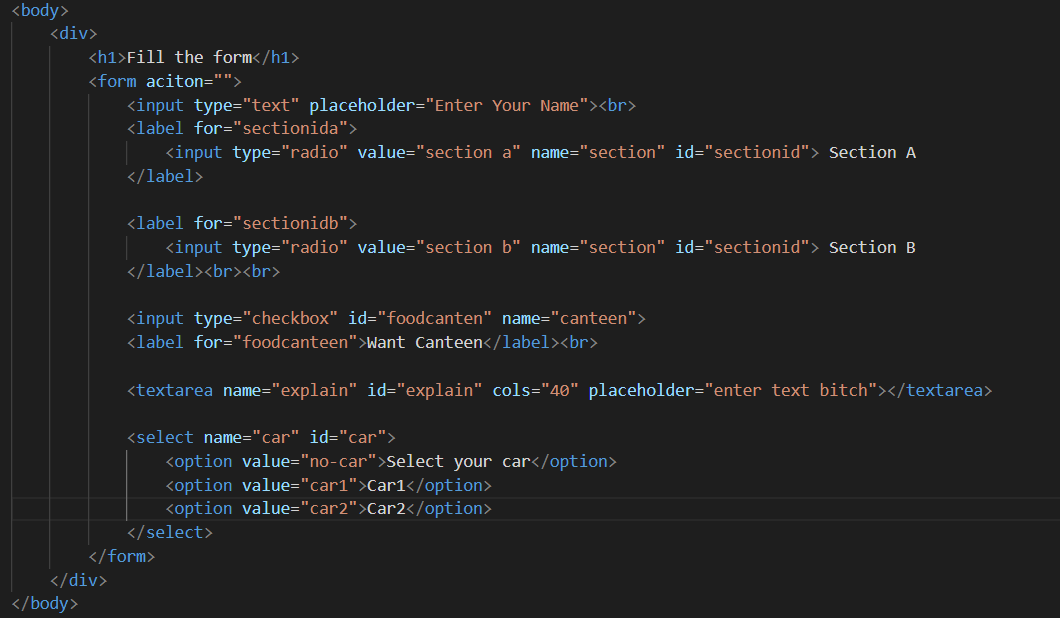 <body>
<div>
<h1>Fill the form</h1>
<form aciton="">
<input type="text" placeholder="Enter Your Name"><br>
<label for="sectionida">
<input type="radio" value="section a" name="section" id="sectionid"> Section A
</label>
<label for="sectionidb">
<input type="radio" value="section b" name="section" id="sectionid"> Section B
</label><br><br>
<input type="checkbox" id="foodcanten" name="canteen">
<label for="foodcanteen">Want Canteen</label><br>
<textarea name="explain" id="explain" cols="40" placeholder="enter text bitch"></textarea>
<select name="car" id="car">
<option value="no-car">Select your car</option>
<option value="car1">Car1</option>
<option value="car2">Car2</option>
</select>
</form>
</div>
</body>